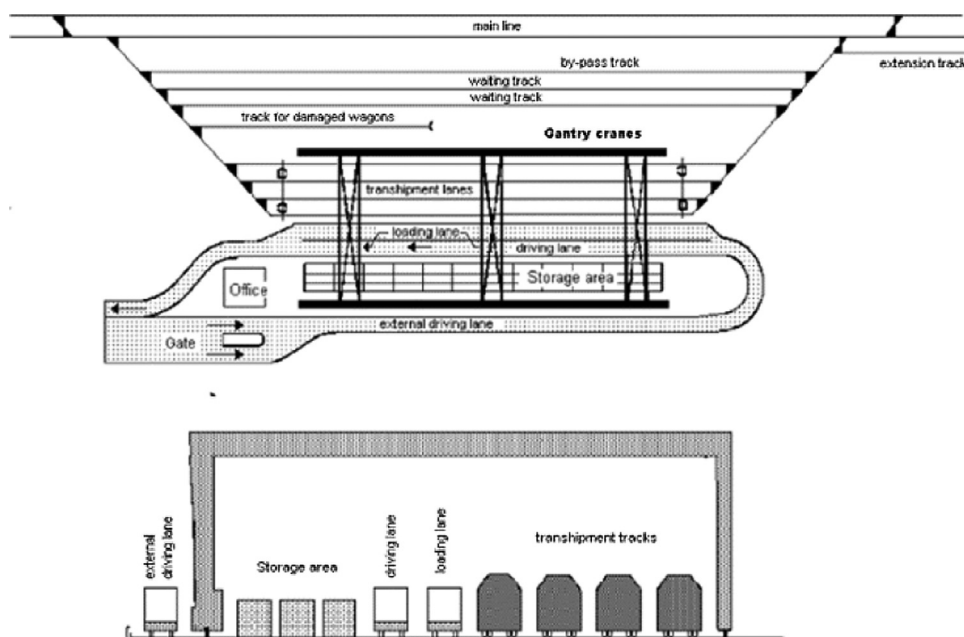 main line
by-pass track
extension track
waiting track
waiting track
track for damaged wagons
Gantry cranes
transhipment lanes
loading lane
driving lane
Storage area
Office
external driving lane
Gate
external
driving lane
Storage area
driving lane
loading lane
transhipment tracks